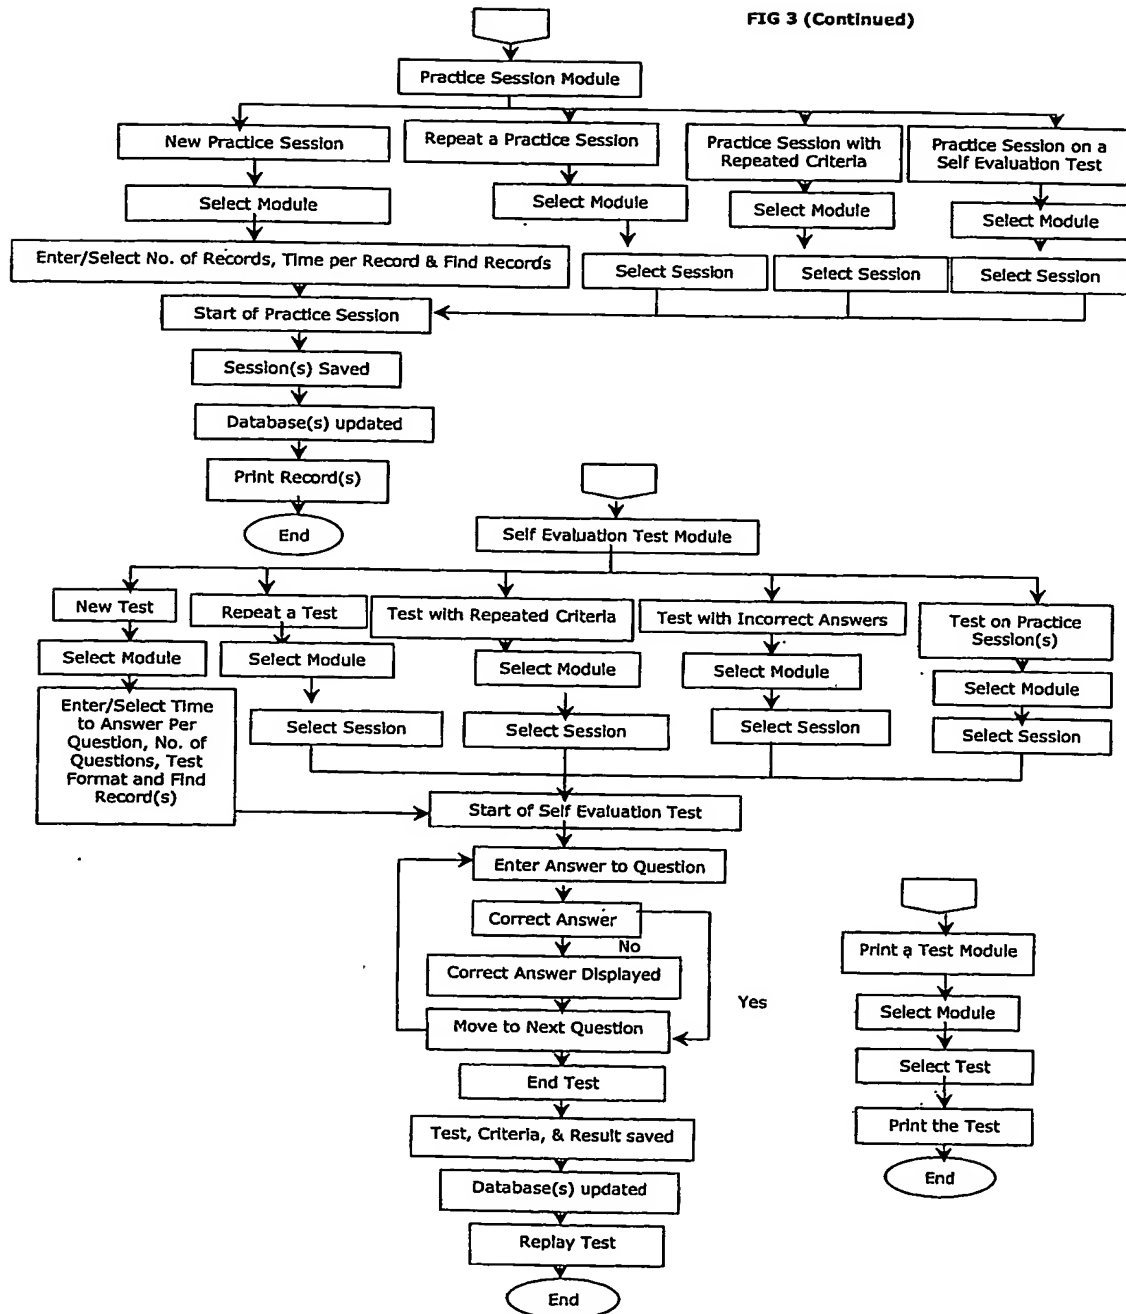 FIG 3 (Continued)
Practice Session Module
New Practice Session
Repeat a Practice Session
Practice Session with
Repeated Criteria
Practice Session on a
Self Evaluation Test
Select Module
Select Module
Select Module
Select Module
Enter/Select No. of Records, Time per Record & Find Records
Select Session
Select Session
Select Session
Start of Practice Session
Session(s) Saved
Database(s) updated
Print Record(s)
End
Self Evaluation Test Module
New Test
Repeat a Test
Test with Repeated Criteria
Test with Incorrect Answers
Test on Practice
Session(s)
Select Module
Select Module
Select Module
Select Module
Select Module
Enter/Select Time
to Answer Per
Question, No. of
Questions, Test
Format and Find
Record(s)
Select Session
Select Session
Select Session
Select Session
Start of Self Evaluation Test
Enter Answer to Question
Correct Answer
No
Correct Answer Displayed
Yes
Move to Next Question
End Test
Test, Criteria, & Result saved
Database(s) updated
Replay Test
End
Print a Test Module
Select Module
Select Test
Print the Test
End